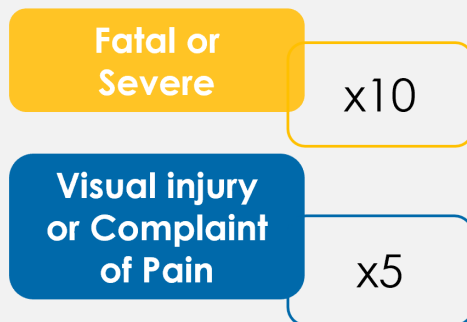 Fatal or
Severe
x10
Visual injury
or Complaint
of Pain
x5